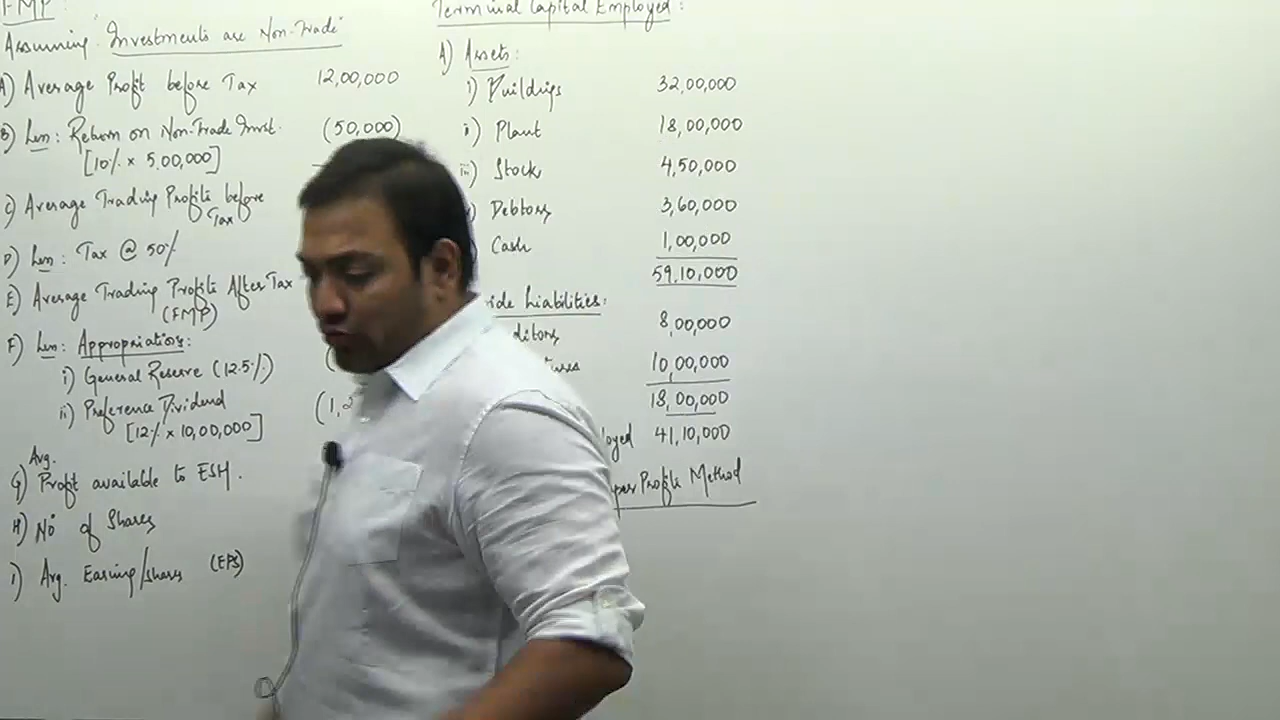 FMP:
Assuming Investments are Non-Trade
A) Average Profit before Tax 12,00,000
B) Less: Return on Non-Trade Invst. (50,000)
[10% x 5,00,000]
C) Average Trading Profits before
Tax
D) Less: Tax @ 50%
E) Average Trading Profits After Tax
(FMP)
F) Less: Appropriations:
i) General Reserve (12.5%)
ii) Preference Dividend
[12% x 10,00,000]
Avg.
G) Profit available to ESH.
H) No of Shares
I) Avg. Earning/shares (EPS)
Terminal Capital Employed:
A) Assets:
i) Buildings 32,00,000
ii) Plant 18,00,000
iii) Stock 4,50,000
Debtors 3,60,000
Cash 1,00,000
59,10,000
Liabilities:
8,00,000
10,00,000
18,00,000
41,10,000
Profits Method